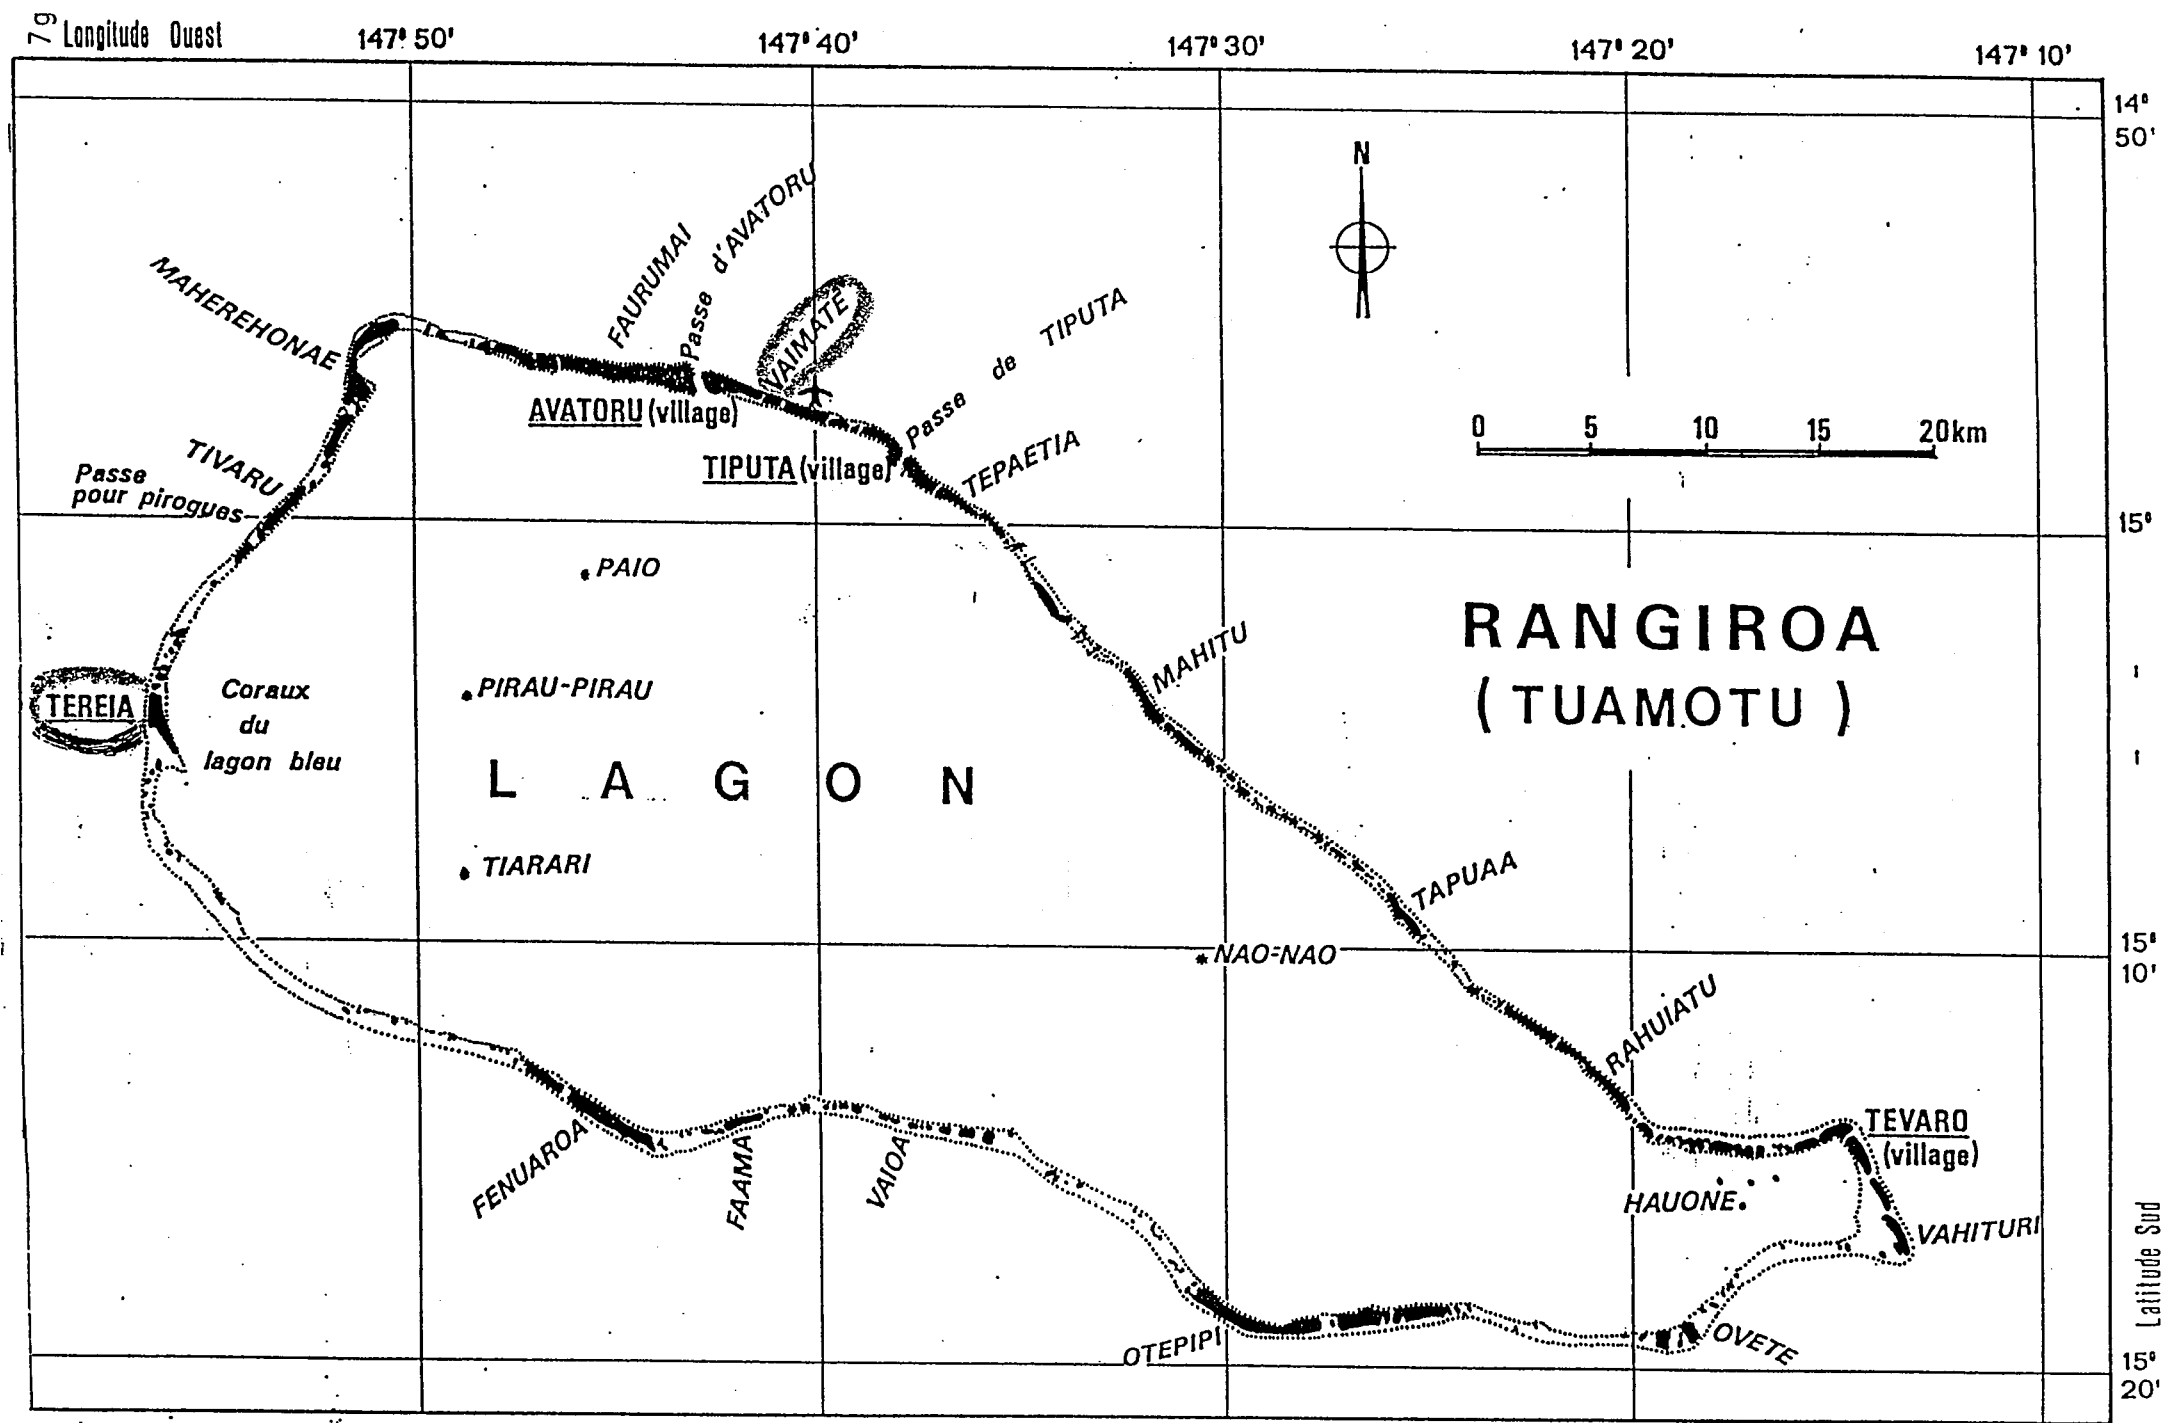 79
Longitude Ouest
147° 50'
147° 40'
147° 30'
147° 20'
147° 10'
14°
50'
N
MAHEREHONAE
FAURUMAI
Passe d'AVATORU
VAIMATÉ
Passe de TIPUTA
AVATORU (village)
0 5 10 15 20km
TIVARU
TIPUTA (village)
TEPAETIA
Passe
pour pirogues
15°
PAIO
RANGIROA
(TUAMOTU)
MAHITU
TEREIA
Coraux
du
lagon bleu
PIRAU-PIRAU
LAGON
TIARARI
TAPUAA
NAO-NAO
15°
10'
RAHUIATU
TEVARO
(village)
FENUAROA
FAAMA
VAIOA
HAUONE
VAHITURI
Latitude Sud
OTEPIPI
OVETE
15°
20'